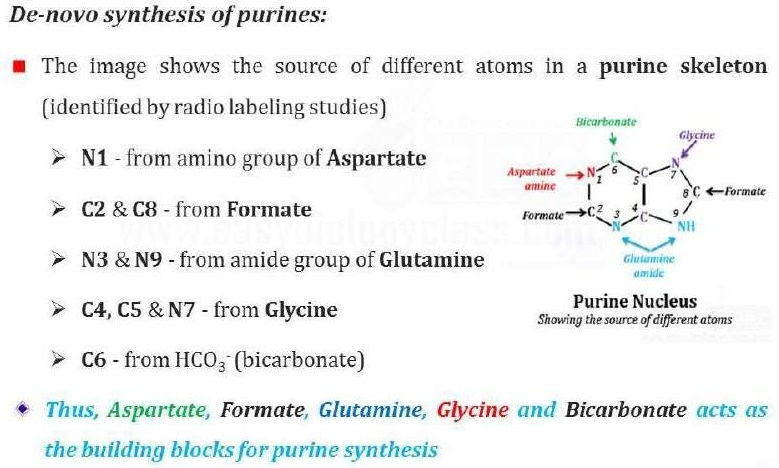 De-novo synthesis of purines:
The image shows the source of different atoms in a purine skeleton
(identified by radio labeling studies)
N1 - from amino group of Aspartate
C2 & C8 - from Formate
N3 & N9 - from amide group of Glutamine
C4, C5 & N7 - from Glycine
C6 - from HCO₃⁻ (bicarbonate)
Bicarbonate
Glycine
C
N
Aspartate
amine
N
1
6
5
C
7
8
C
Formate
Formate
C
2
3
4
C
9
N
NH
Glutamine
amide
Purine Nucleus
Showing the source of different atoms
Thus, Aspartate, Formate, Glutamine, Glycine and Bicarbonate acts as
the building blocks for purine synthesis